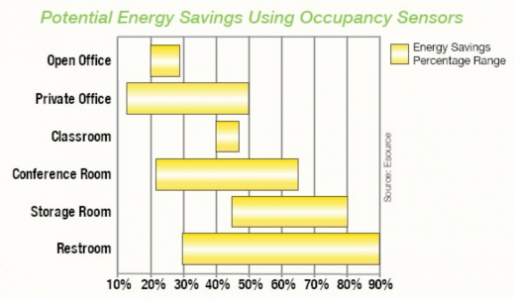 Potential Energy Savings Using Occupancy Sensors
Energy Savings
Percentage Range
Open Office
Private Office
Classroom
Conference Room
Storage Room
Restroom
10% 20% 30% 40% 50% 60% 70% 80% 90%
Source: Esource